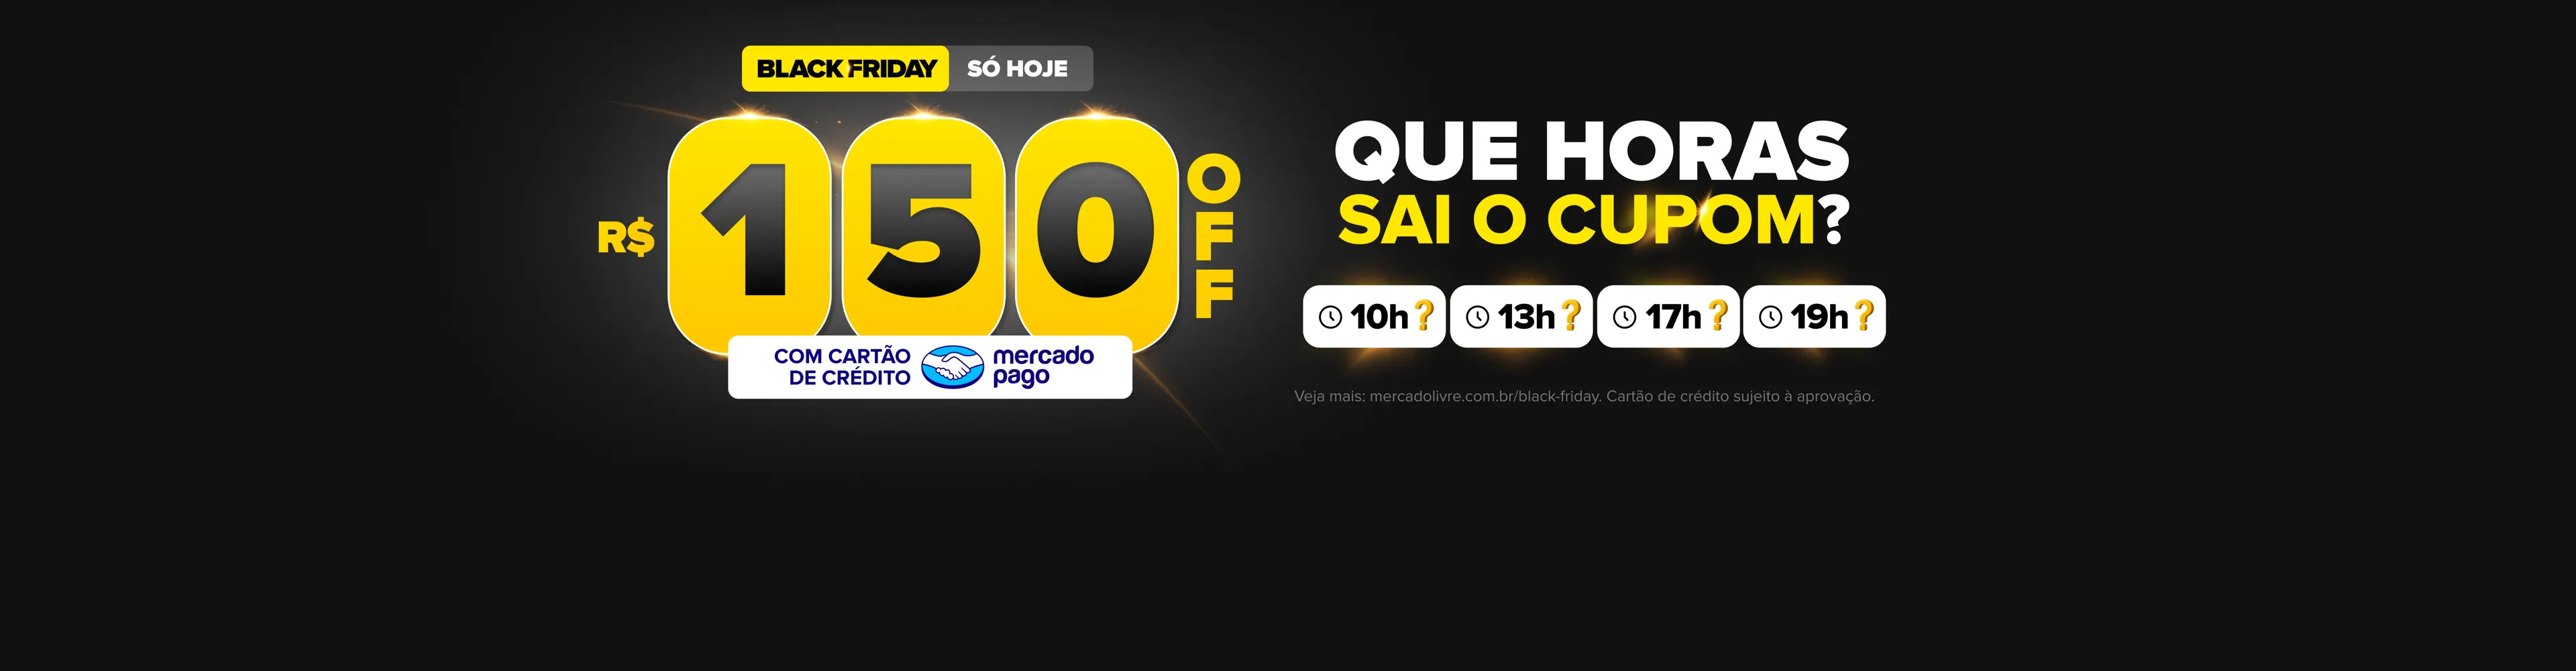 BLACK FRIDAY SÓ HOJE
R$ 150 OFF
COM CARTÃO
DE CRÉDITO
mercado
pago
QUE HORAS
SAI O CUPOM?
10h? 13h? 17h? 19h?
Veja mais: mercadolivre.com.br/black-friday. Cartão de crédito sujeito à aprovação.